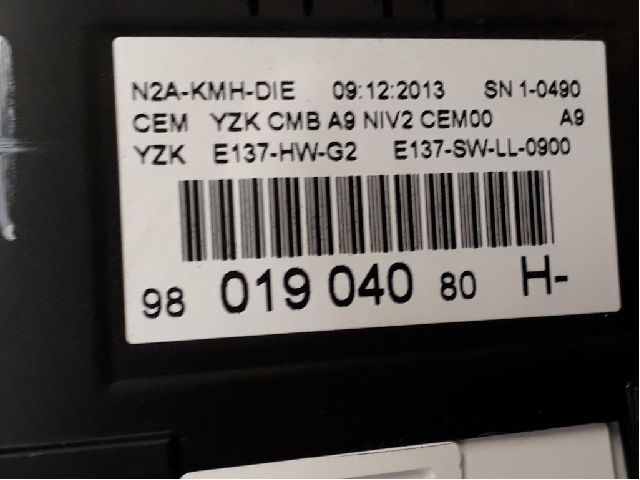 N2A-KMH-DIE 09:12:2013 SN 1-0490
CEM YZK CMB A9 NIV2 CEM00 A9
YZK E137-HW-G2 E137-SW-LL-0900
98 019 040 80 H-